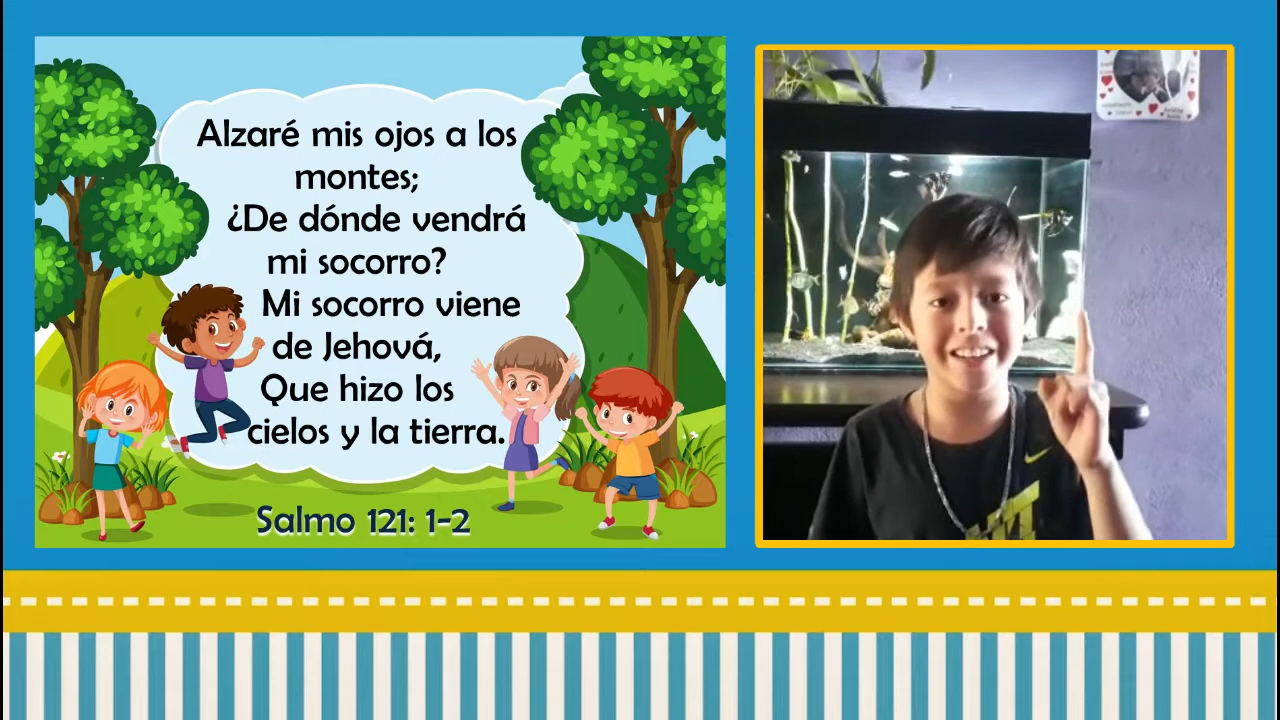 Alzaré mis ojos a los
montes;
¿De dónde vendrá
mi socorro?
Mi socorro viene
de Jehová,
Que hizo los
cielos y la tierra.
Salmo 121: 1-2